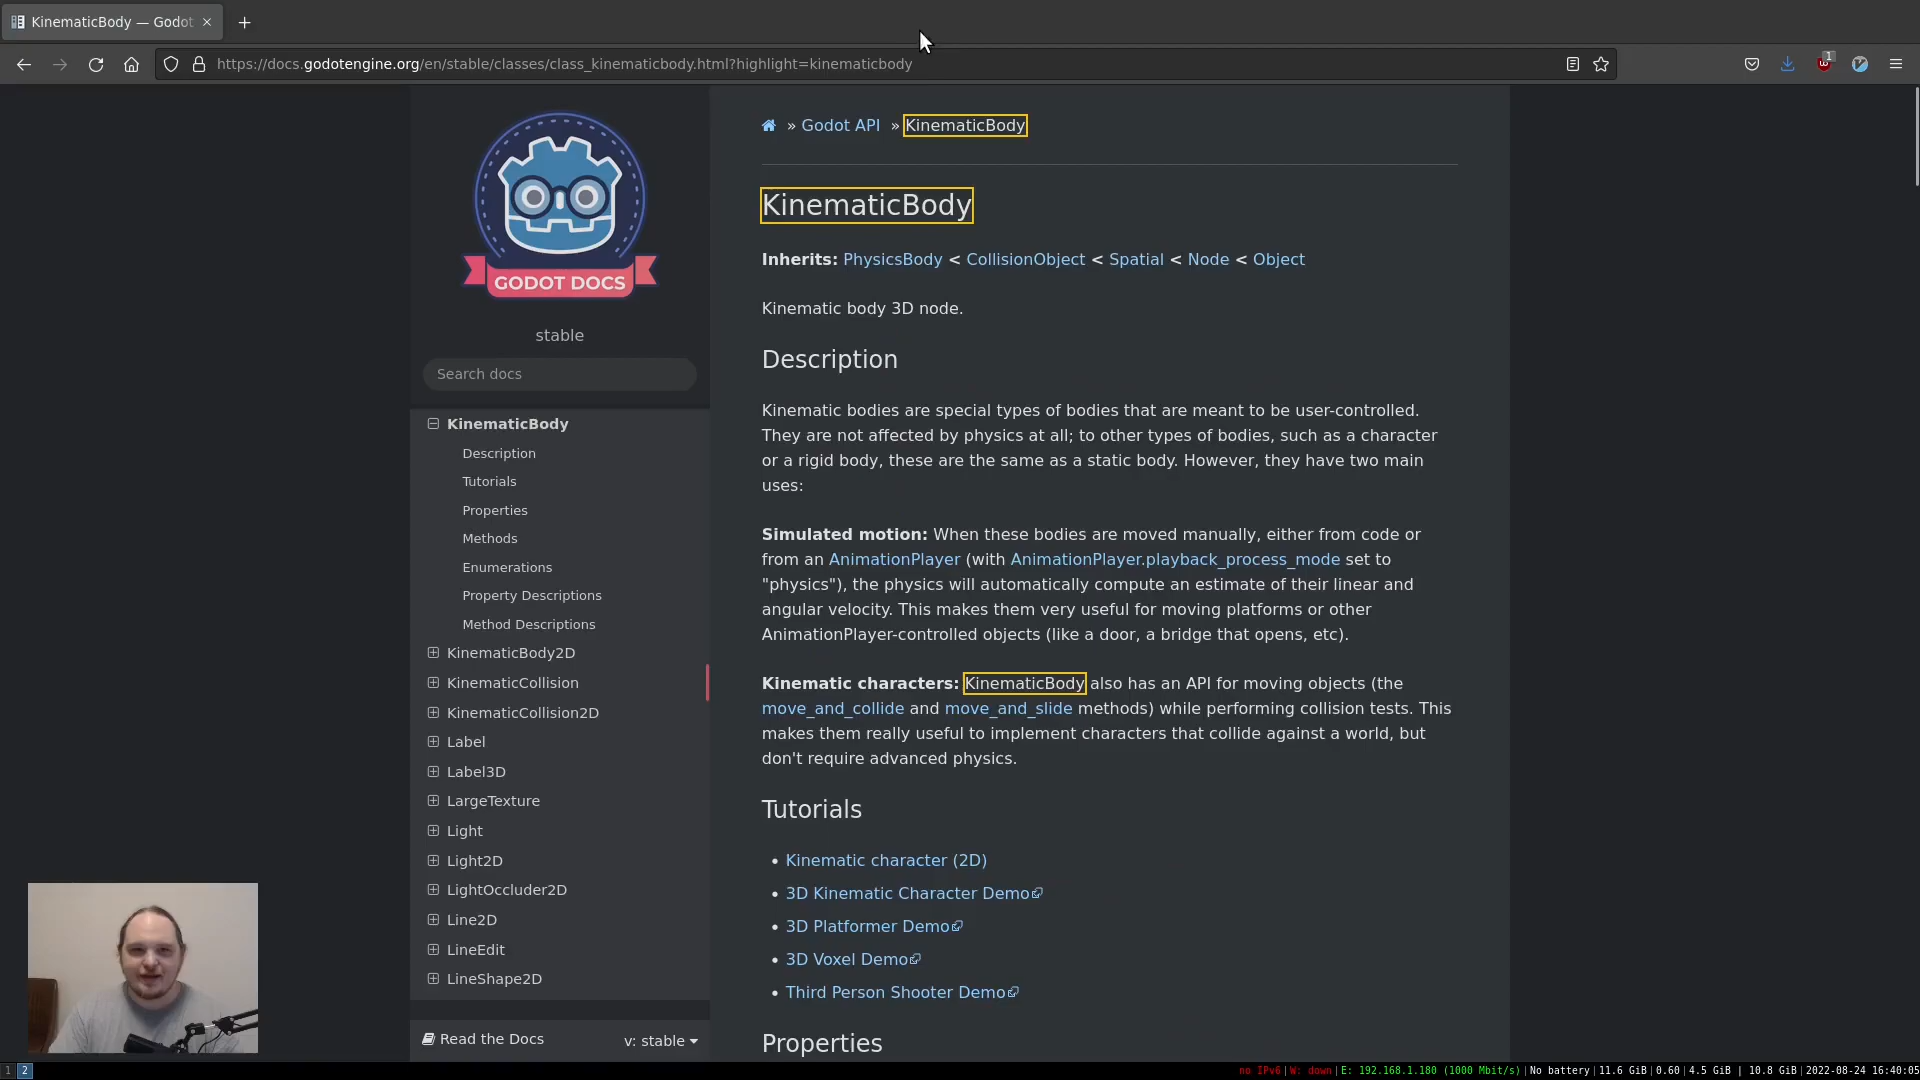 KinematicBody — Godot
https://docs.godotengine.org/en/stable/classes/class_kinematicbody.html?highlight=kinematicbody
1
GODOT DOCS
stable
Search docs
KinematicBody
Description
Tutorials
Properties
Methods
Enumerations
Property Descriptions
Method Descriptions
KinematicBody2D
KinematicCollision
KinematicCollision2D
Label
Label3D
LargeTexture
Light
Light2D
LightOccluder2D
Line2D
LineEdit
LineShape2D
Read the Docs
v: stable
» Godot API » KinematicBody
KinematicBody
Inherits: PhysicsBody < CollisionObject < Spatial < Node < Object
Kinematic body 3D node.
Description
Kinematic bodies are special types of bodies that are meant to be user-controlled.
They are not affected by physics at all; to other types of bodies, such as a character
or a rigid body, these are the same as a static body. However, they have two main
uses:
Simulated motion: When these bodies are moved manually, either from code or
from an AnimationPlayer (with AnimationPlayer.playback_process_mode set to
"physics"), the physics will automatically compute an estimate of their linear and
angular velocity. This makes them very useful for moving platforms or other
AnimationPlayer-controlled objects (like a door, a bridge that opens, etc).
Kinematic characters: KinematicBody also has an API for moving objects (the
move_and_collide and move_and_slide methods) while performing collision tests. This
makes them really useful to implement characters that collide against a world, but
don't require advanced physics.
Tutorials
• Kinematic character (2D)
• 3D Kinematic Character Demo
• 3D Platformer Demo
• 3D Voxel Demo
• Third Person Shooter Demo
Properties
1 2
no IPv6|W: down|E: 192.168.1.180 (1000 Mbit/s)|No battery|11.6 GiB|0.60|4.5 GiB | 10.8 GiB|2022-08-24 16:40:05